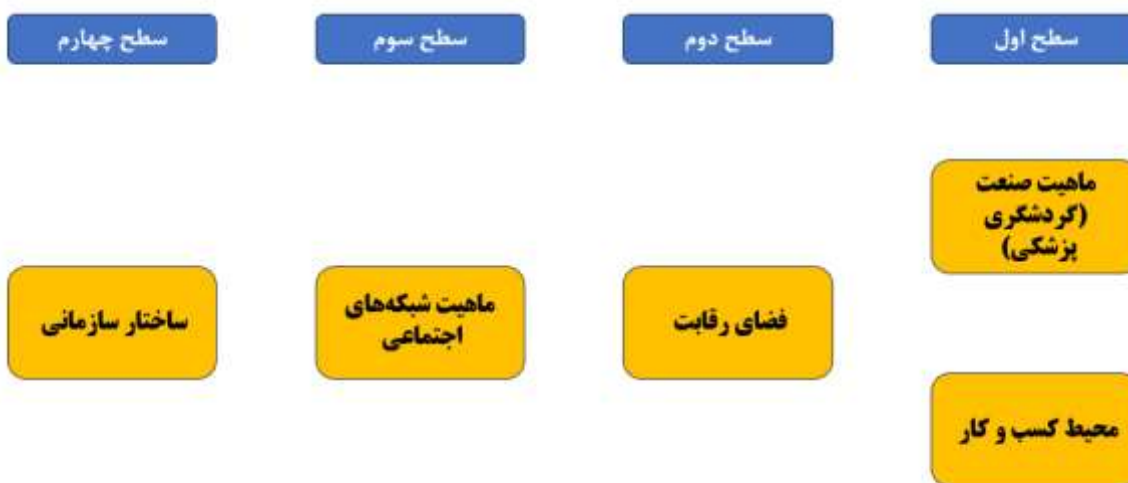 سطح اول
سطح دوم
سطح سوم
سطح چهارم
ماهیت صنعت
(گردشگری
پزشکی)
فضای رقابت
ماهیت شبکه‌های
اجتماعی
ساختار سازمانی
محیط کسب و کار